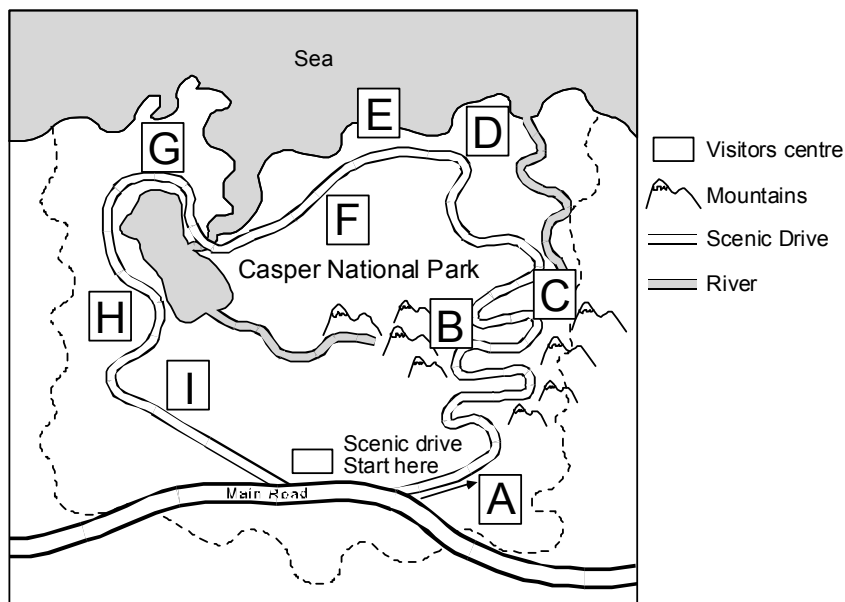 Sea
E
D
G
F
Casper National Park
C
H
B
I
Scenic drive
Start here
Main Road
A
Visitors centre
Mountains
Scenic Drive
River